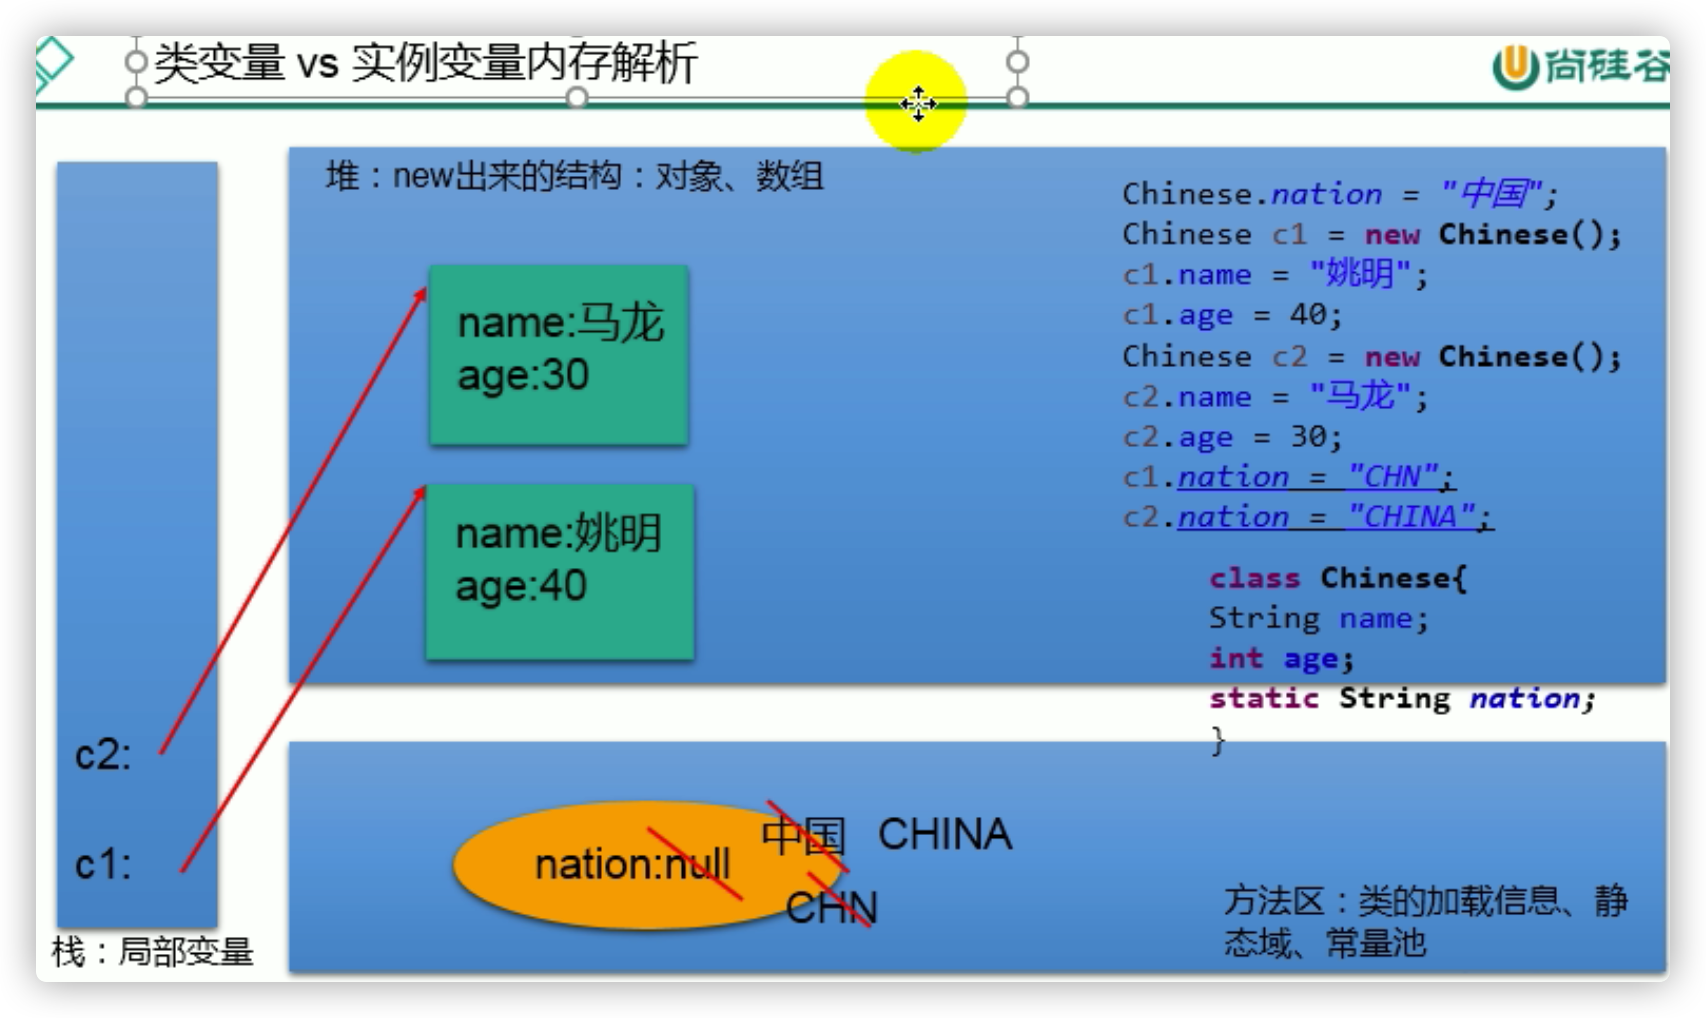 类变量 vs 实例变量内存解析
尚硅谷
堆：new出来的结构：对象、数组
name:马龙
age:30
name:姚明
age:40
Chinese.nation = "中国";
Chinese c1 = new Chinese();
c1.name = "姚明";
c1.age = 40;
Chinese c2 = new Chinese();
c2.name = "马龙";
c2.age = 30;
c1.nation = "CHN";
c2.nation = "CHINA";
class Chinese{
String name;
int age;
static String nation;
}
c2:
c1:
栈：局部变量
nation:null
中国 CHINA
CHN
方法区：类的加载信息、静
态域、常量池